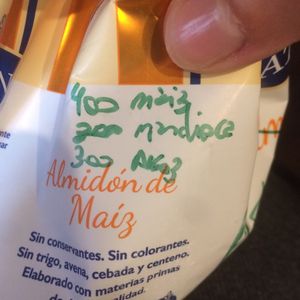 400 maiz
300 mandioca
300 Arroz
Almidón de
Maíz
Sin conservantes. Sin colorantes.
Sin trigo, avena, cebada y centeno.
Elaborado con materias primas